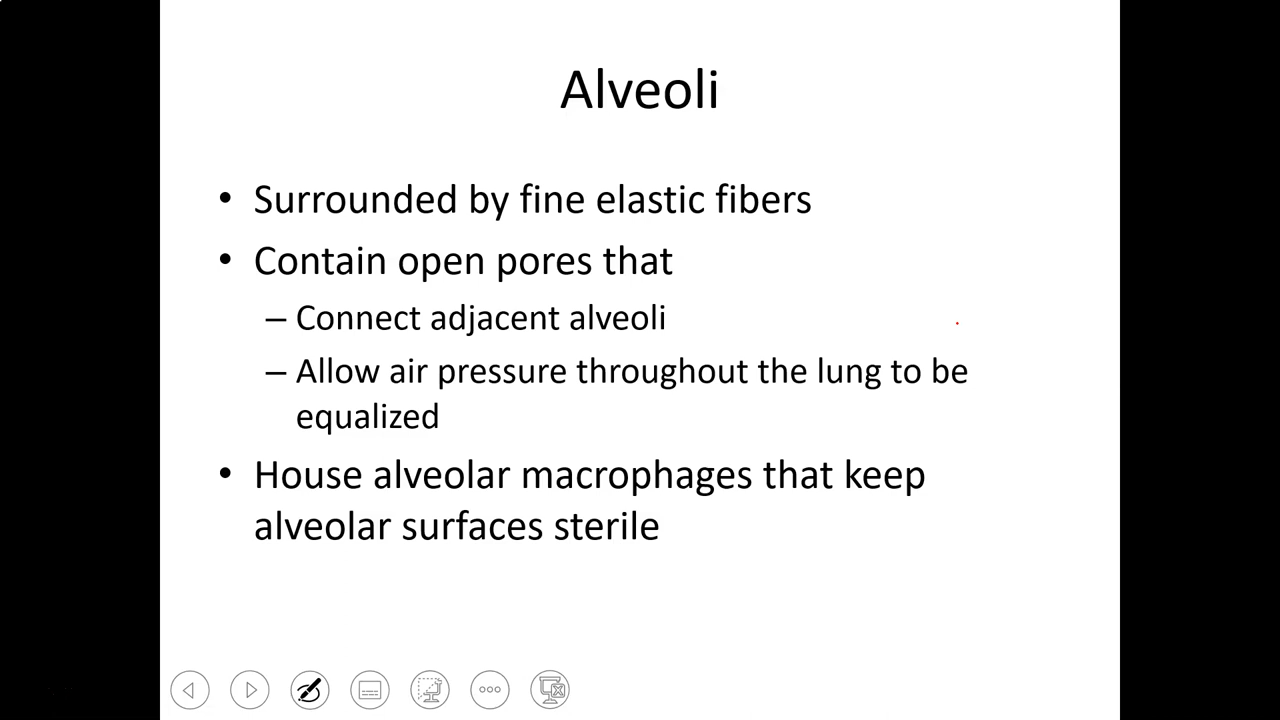 Alveoli
• Surrounded by fine elastic fibers
• Contain open pores that
– Connect adjacent alveoli
– Allow air pressure throughout the lung to be
equalized
• House alveolar macrophages that keep
alveolar surfaces sterile